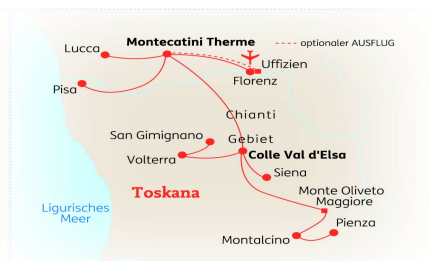 Montecatini Therme
optionaler AUSFLUG
Lucca
Uffizien
Florenz
Pisa
Chianti
San Gimignano
Gebiet
Volterra
Colle Val d'Elsa
Siena
Toskana
Monte Oliveto
Maggiore
Ligurisches
Meer
Pienza
Montalcino